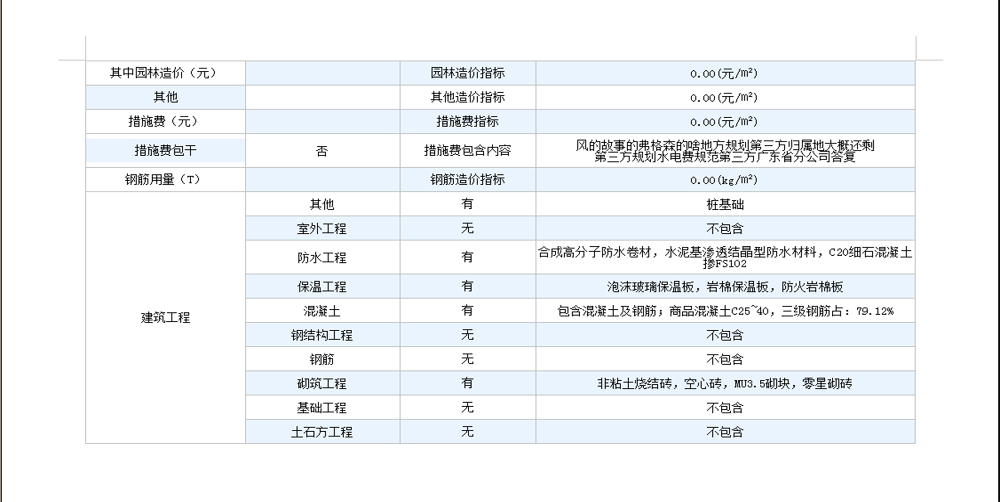 其中园林造价（元） 园林造价指标 0.00(元/m²)
其他 其他造价指标 0.00(元/m²)
措施费（元） 措施费指标 0.00(元/m²)
措施费包干 否 措施费包含内容 风的故事的弗格森的啥地方规划第三方归属地大概还剩
第三方规划水电费规范第三方广东省分公司答复
钢筋用量（T） 钢筋造价指标 0.00(kg/m²)
建筑工程
其他 有 桩基础
室外工程 无 不包含
防水工程 有 合成高分子防水卷材，水泥基渗透结晶型防水材料，C20细石混凝土
掺FS102
保温工程 有 泡沫玻璃保温板，岩棉保温板，防火岩棉板
混凝土 有 包含混凝土及钢筋；商品混凝土C25~40，三级钢筋占：79.12%
钢结构工程 无 不包含
钢筋 无 不包含
砌筑工程 有 非粘土烧结砖，空心砖，MU3.5砌块，零星砌砖
基础工程 无 不包含
土石方工程 无 不包含